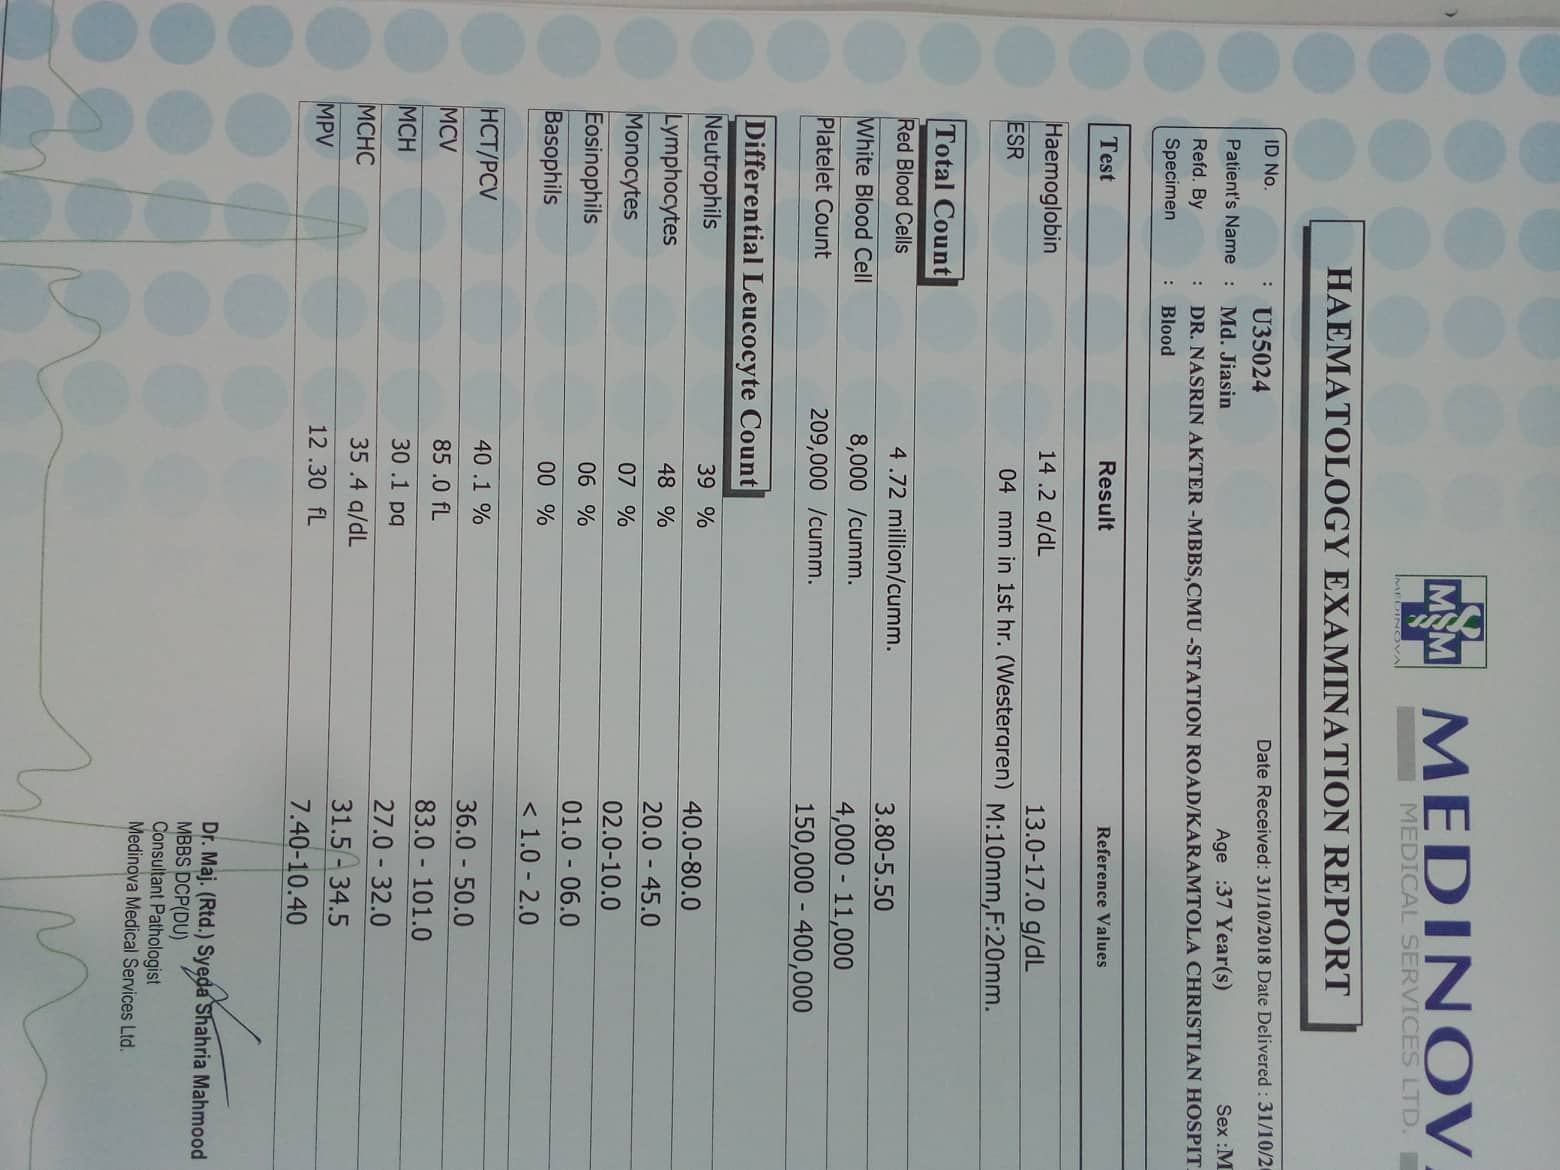 MEDINOV
MEDICAL SERVICES LTD.
MSM
MEDINOVA
HAEMATOLOGY EXAMINATION REPORT
ID No. : U35024 Date Received: 31/10/2018 Date Delivered : 31/10/2
Patient's Name : Md. Jiasin Age :37 Year(s) Sex :M
Refd. By : DR. NASRIN AKTER -MBBS,CMU -STATION ROAD/KARAMTOLA CHRISTIAN HOSPIT
Specimen : Blood
Test Result Reference Values
Haemoglobin 14 .2 g/dL 13.0-17.0 g/dL
ESR 04 mm in 1st hr. (Westergren) M:10mm,F:20mm.
Total Count
Red Blood Cells 4 .72 million/cumm. 3.80-5.50
White Blood Cell 8,000 /cumm. 4,000 - 11,000
Platelet Count 209,000 /cumm. 150,000 - 400,000
Differential Leucocyte Count
Neutrophils 39 % 40.0-80.0
Lymphocytes 48 % 20.0 - 45.0
Monocytes 07 % 02.0-10.0
Eosinophils 06 % 01.0 - 06.0
Basophils 00 % < 1.0 - 2.0
HCT/PCV 40 .1 % 36.0 - 50.0
MCV 85 .0 fL 83.0 - 101.0
MCH 30 .1 pg 27.0 - 32.0
MCHC 35 .4 g/dL 31.5 - 34.5
MPV 12 .30 fL 7.40-10.40
Dr. Maj. (Rtd.) Syeda Shahria Mahmood
MBBS DCP(DU)
Consultant Pathologist
Medinova Medical Services Ltd.